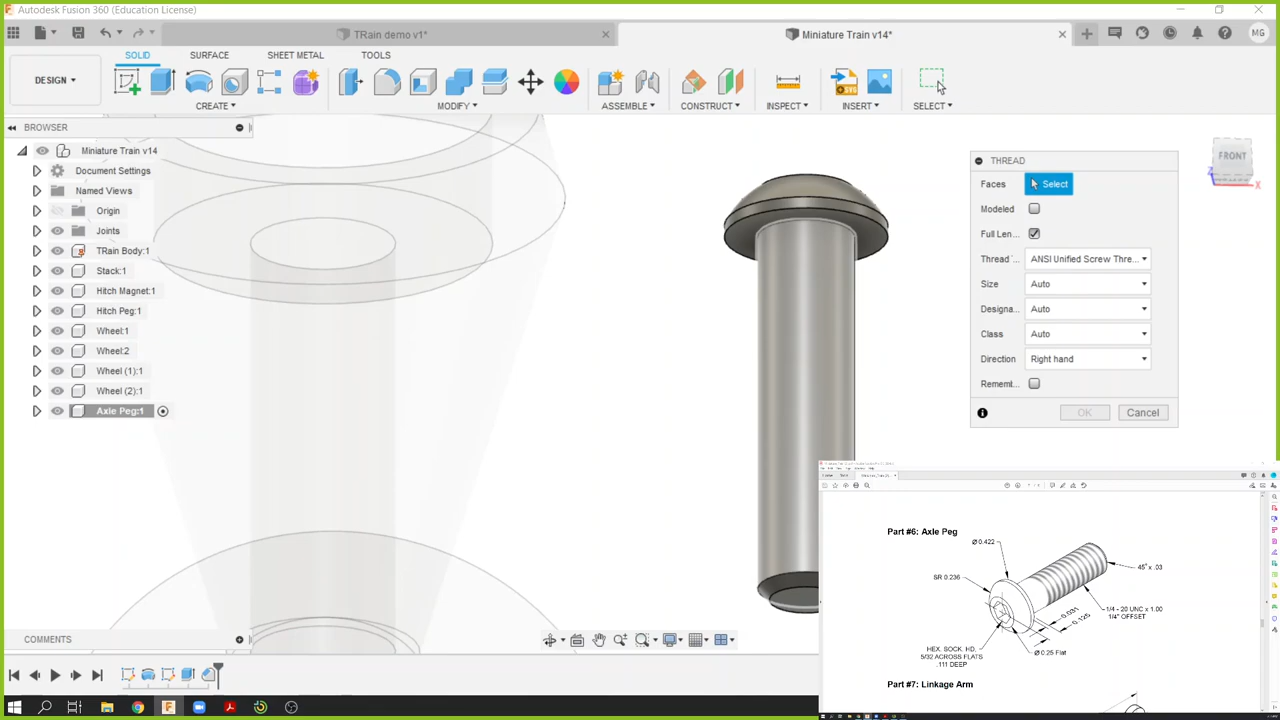 Autodesk Fusion 360 (Education License)
TRain demo v1*
Miniature Train v14*
MG
DESIGN
SOLID
SURFACE
SHEET METAL
TOOLS
CREATE
MODIFY
ASSEMBLE
CONSTRUCT
INSPECT
INSERT
SELECT
BROWSER
Miniature Train v14
Document Settings
Named Views
Origin
Joints
TRain Body:1
Stack:1
Hitch Magnet:1
Hitch Peg:1
Wheel:1
Wheel:2
Wheel (1):1
Wheel (2):1
Axle Peg:1
FRONT
Z
X
THREAD
Faces
Select
Modeled
Full Len...
Thread ...
ANSI Unified Screw Thre...
Size
Auto
Designa...
Auto
Class
Auto
Direction
Right hand
Rememb...
OK
Cancel
Part #6: Axle Peg
Ø 0.422
SR 0.236
45° x .03
1/4 - 20 UNC x 1.00
1/4" OFFSET
0.031
0.125
HEX. SOCK. HD.
5/32 ACROSS FLATS
.111 DEEP
Ø 0.25 Flat
Part #7: Linkage Arm
COMMENTS